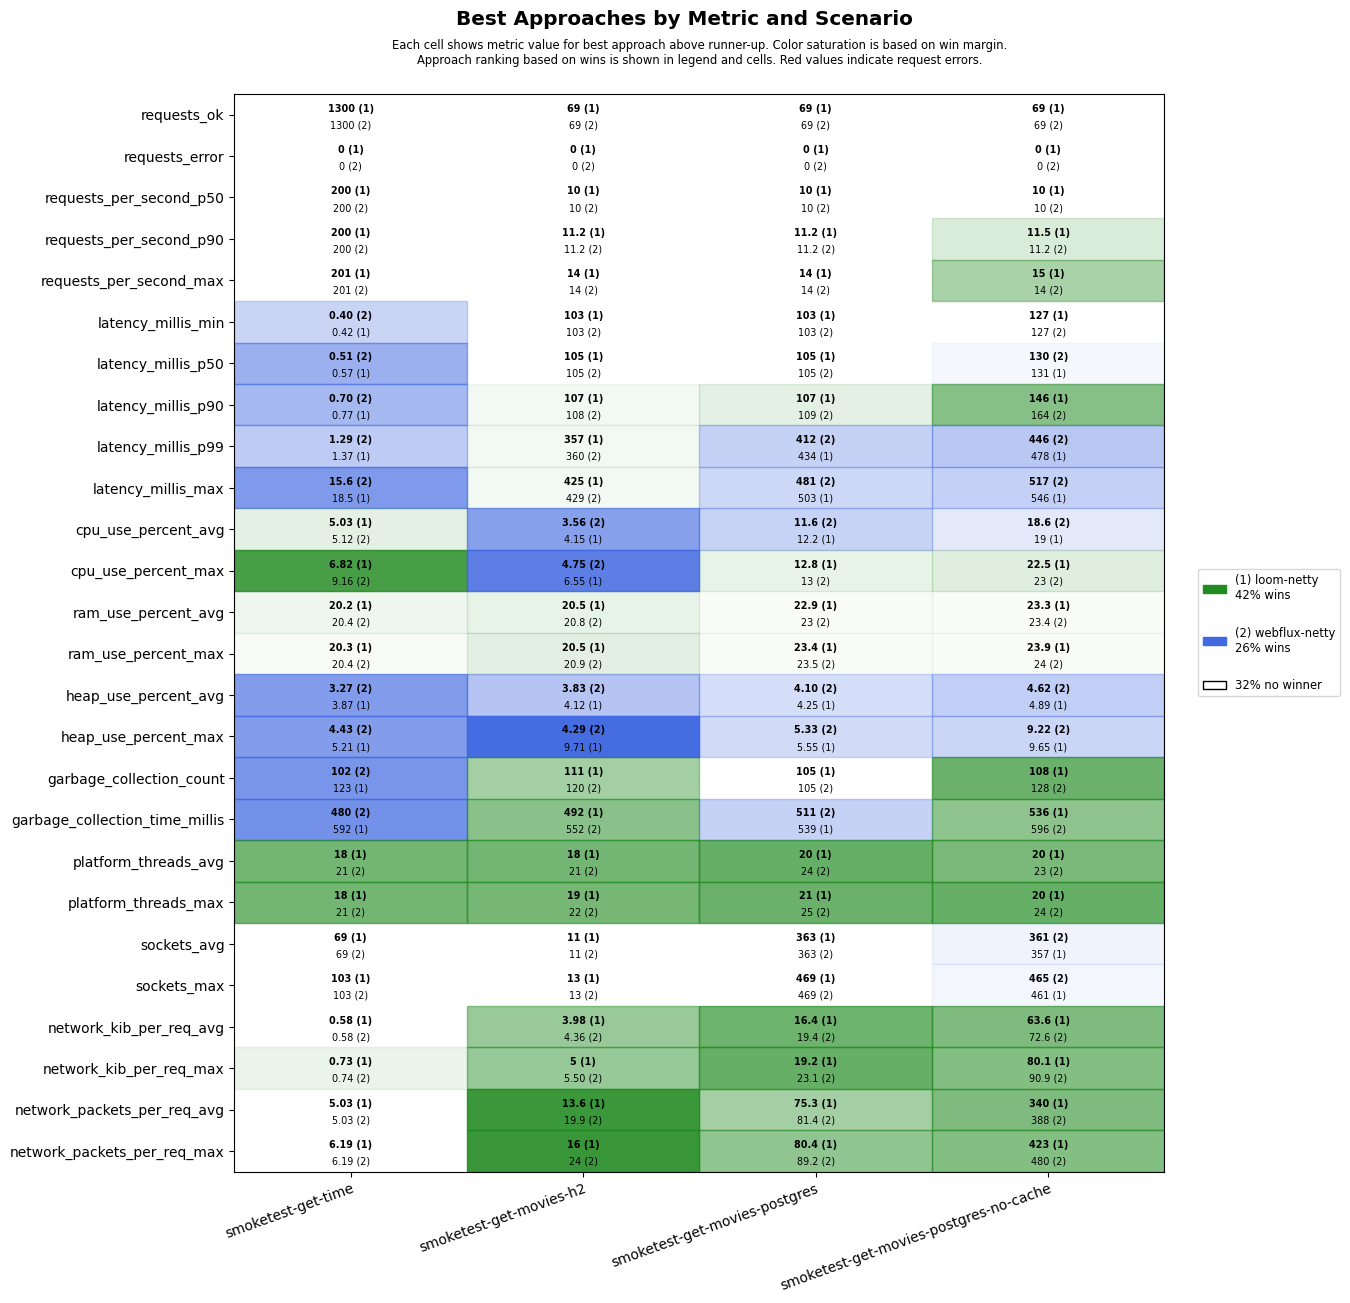 Best Approaches by Metric and Scenario
Each cell shows metric value for best approach above runner-up. Color saturation is based on win margin.
Approach ranking based on wins is shown in legend and cells. Red values indicate request errors.
requests_ok
1300 (1) 69 (1) 69 (1) 69 (1)
1300 (2) 69 (2) 69 (2) 69 (2)
requests_error
0 (1) 0 (1) 0 (1) 0 (1)
0 (2) 0 (2) 0 (2) 0 (2)
requests_per_second_p50
200 (1) 10 (1) 10 (1) 10 (1)
200 (2) 10 (2) 10 (2) 10 (2)
requests_per_second_p90
200 (1) 11.2 (1) 11.2 (1) 11.5 (1)
200 (2) 11.2 (2) 11.2 (2) 11.2 (2)
requests_per_second_max
201 (1) 14 (1) 14 (1) 15 (1)
201 (2) 14 (2) 14 (2) 14 (2)
latency_millis_min
0.40 (2) 103 (1) 103 (1) 127 (1)
0.42 (1) 103 (2) 103 (2) 127 (2)
latency_millis_p50
0.51 (2) 105 (1) 105 (1) 130 (2)
0.57 (1) 105 (2) 105 (2) 131 (1)
latency_millis_p90
0.70 (2) 107 (1) 107 (1) 146 (1)
0.77 (1) 108 (2) 109 (2) 164 (2)
latency_millis_p99
1.29 (2) 357 (1) 412 (2) 446 (2)
1.37 (1) 360 (2) 434 (1) 478 (1)
latency_millis_max
15.6 (2) 425 (1) 481 (2) 517 (2)
18.5 (1) 429 (2) 503 (1) 546 (1)
cpu_use_percent_avg
5.03 (1) 3.56 (2) 11.6 (2) 18.6 (2)
5.12 (2) 4.15 (1) 12.2 (1) 19 (1)
cpu_use_percent_max
6.82 (1) 4.75 (2) 12.8 (1) 22.5 (1)
9.16 (2) 6.55 (1) 13 (2) 23 (2)
ram_use_percent_avg
20.2 (1) 20.5 (1) 22.9 (1) 23.3 (1)
20.4 (2) 20.8 (2) 23 (2) 23.4 (2)
ram_use_percent_max
20.3 (1) 20.5 (1) 23.4 (1) 23.9 (1)
20.4 (2) 20.9 (2) 23.5 (2) 24 (2)
heap_use_percent_avg
3.27 (2) 3.83 (2) 4.10 (2) 4.62 (2)
3.87 (1) 4.12 (1) 4.25 (1) 4.89 (1)
heap_use_percent_max
4.43 (2) 4.29 (2) 5.33 (2) 9.22 (2)
5.21 (1) 9.71 (1) 5.55 (1) 9.65 (1)
garbage_collection_count
102 (2) 111 (1) 105 (1) 108 (1)
123 (1) 120 (2) 105 (2) 128 (2)
garbage_collection_time_millis
480 (2) 492 (1) 511 (2) 536 (1)
592 (1) 552 (2) 539 (1) 596 (2)
platform_threads_avg
18 (1) 18 (1) 20 (1) 20 (1)
21 (2) 21 (2) 24 (2) 23 (2)
platform_threads_max
18 (1) 19 (1) 21 (1) 20 (1)
21 (2) 22 (2) 25 (2) 24 (2)
sockets_avg
69 (1) 11 (1) 363 (1) 361 (2)
69 (2) 11 (2) 363 (2) 357 (1)
sockets_max
103 (1) 13 (1) 469 (1) 465 (2)
103 (2) 13 (2) 469 (2) 461 (1)
network_kib_per_req_avg
0.58 (1) 3.98 (1) 16.4 (1) 63.6 (1)
0.58 (2) 4.36 (2) 19.4 (2) 72.6 (2)
network_kib_per_req_max
0.73 (1) 5 (1) 19.2 (1) 80.1 (1)
0.74 (2) 5.50 (2) 23.1 (2) 90.9 (2)
network_packets_per_req_avg
5.03 (1) 13.6 (1) 75.3 (1) 340 (1)
5.03 (2) 19.9 (2) 81.4 (2) 388 (2)
network_packets_per_req_max
6.19 (1) 16 (1) 80.4 (1) 423 (1)
6.19 (2) 24 (2) 89.2 (2) 480 (2)
smoketest-get-time
smoketest-get-movies-h2
smoketest-get-movies-postgres
smoketest-get-movies-postgres-no-cache
(1) loom-netty
42% wins
(2) webflux-netty
26% wins
32% no winner